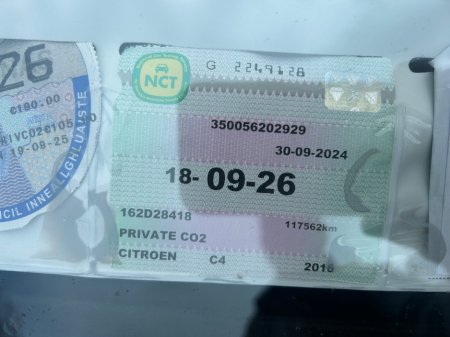 26
€180.00
19-08-25
NCT
G 2249128
350056202929
30-09-2024
18-09-26
162D28418
117562km
PRIVATE CO2
CITROEN C4 2016